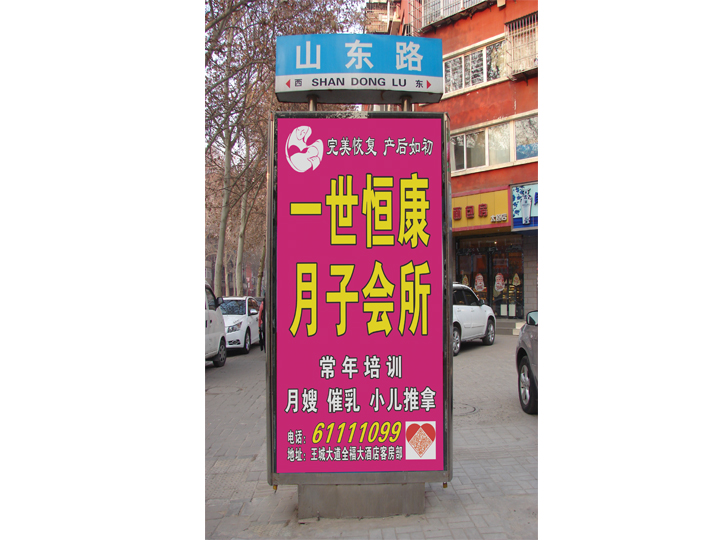 山东路
西 SHAN DONG LU 东
完美恢复 产后如初
一世恒康
月子会所
常年培训
月嫂 催乳 小儿推拿
电话：61111099
地址：王城大道全福大酒店客房部